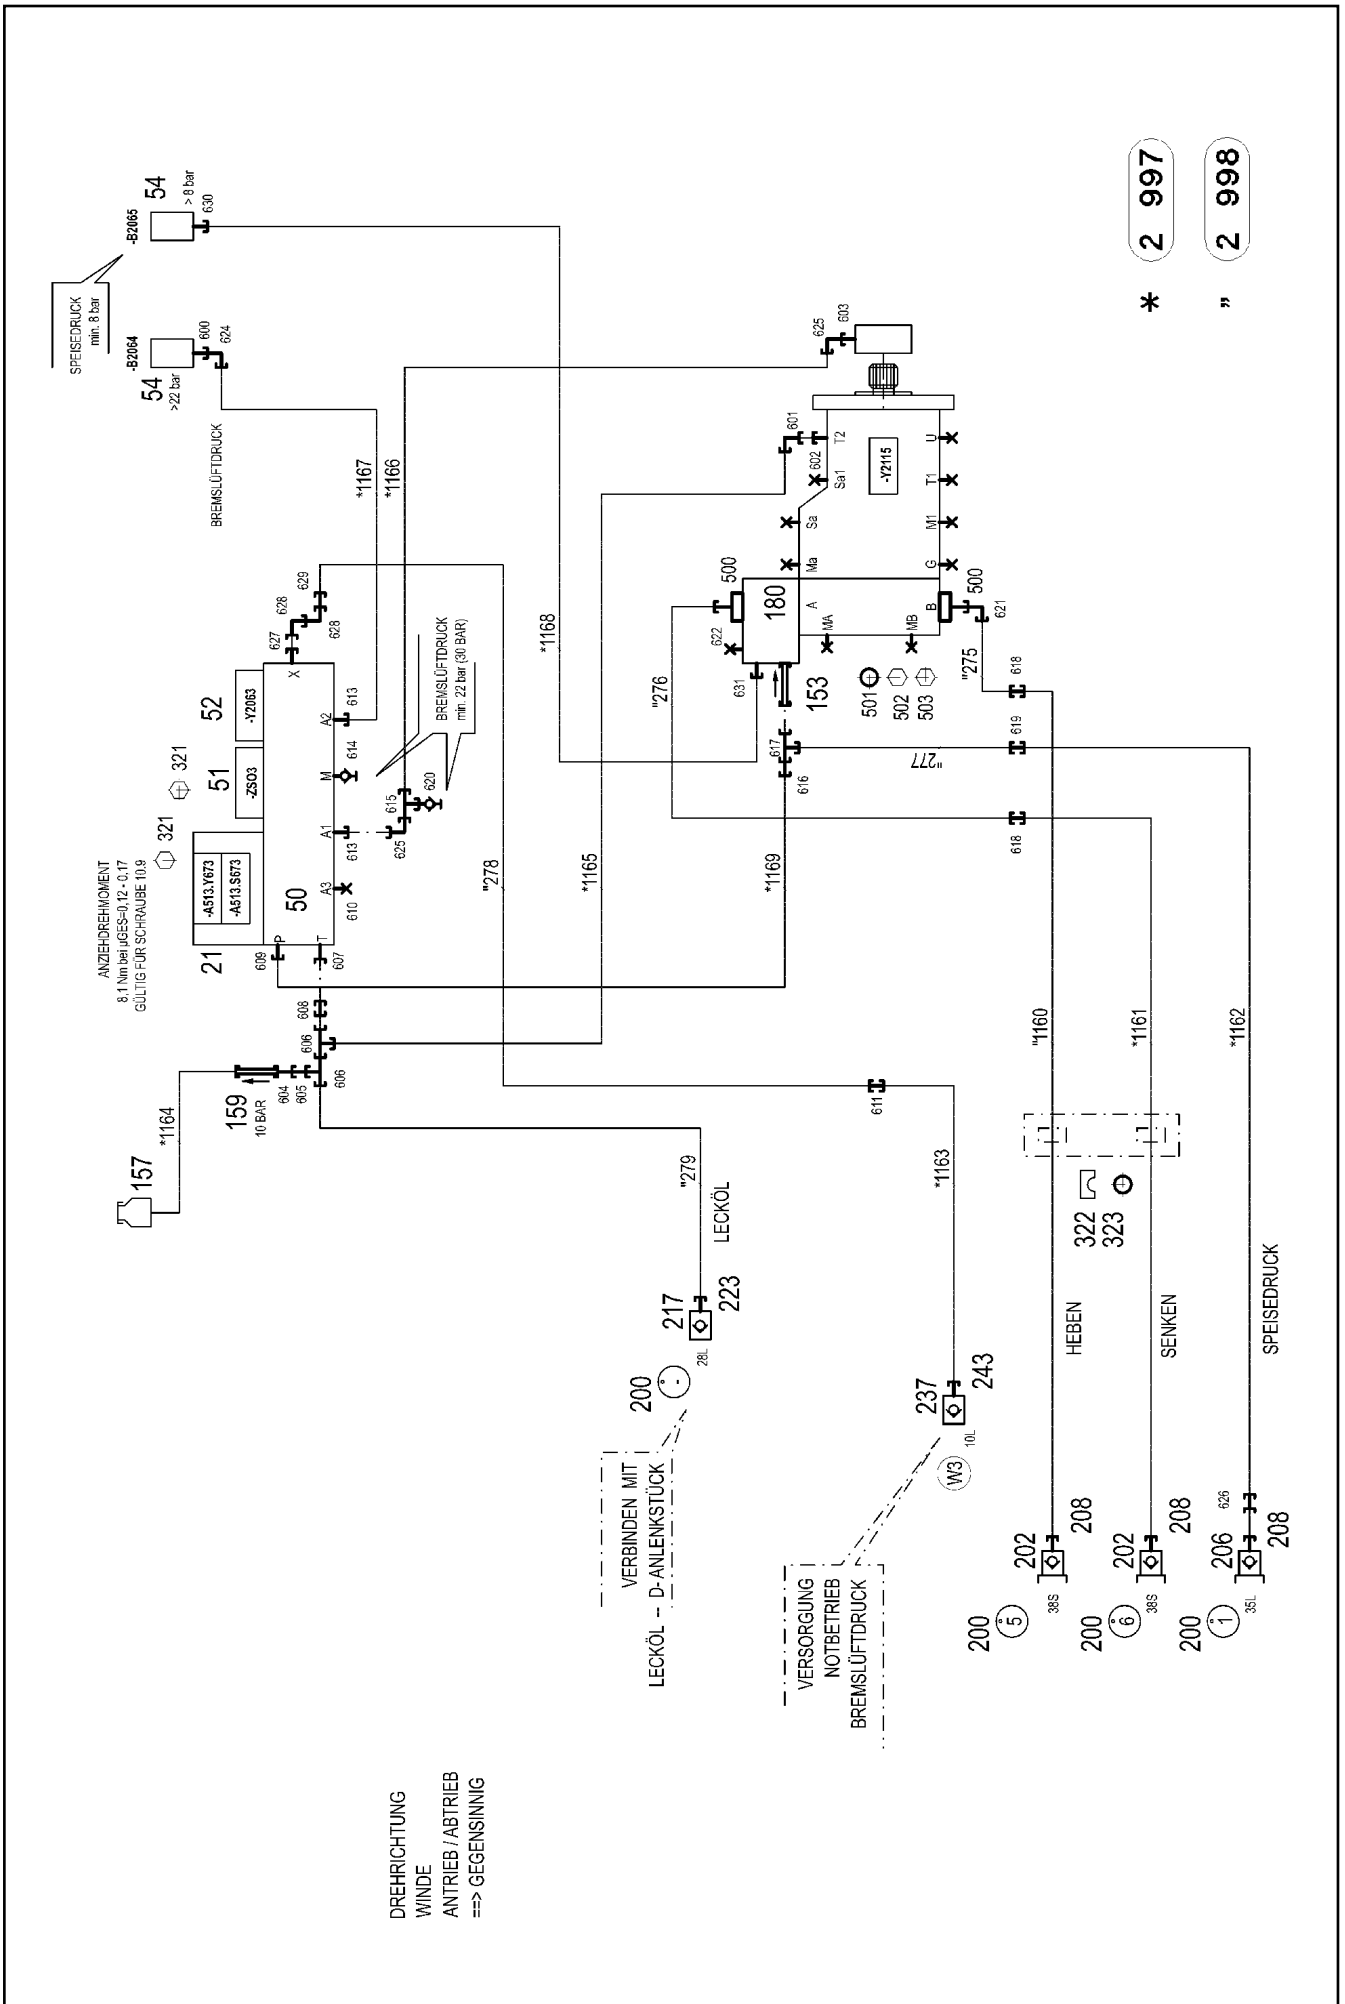 SPEISEDRUCK
min. 8 bar
-B2065
54
> 8 bar
630
-B2064
54
>22 bar
600
624
BREMSLÜFTDRUCK
*1167
*1166
ANZIEHDREHMOMENT
8,1 Nm bei µGES=0,12 - 0,17
GÜLTIG FÜR SCHRAUBE 10.9
321
321
21
-A513.Y673
-A513.S673
51
-ZSO3
52
-Y2063
50
P
T
X
A3
A1
M
A2
609
607
610
613
614
613
627
628
628
629
625
615
620
BREMSLÜFTDRUCK
min. 22 bar (30 BAR)
608
606
606
604
605
159
10 BAR
157
*1164
"278
*1165
*1168
*1169
"276
"277
"275
625
603
601
602
T2
Sa1
Sa
Ma
-Y2115
U
T1
M1
G
500
180
A
B
MA
MB
500
621
622
631
153
501
502
503
617
616
618
619
618
"279
LECKÖL
217
223
28L
200
-
VERBINDEN MIT
LECKÖL -- D-ANLENKSTÜCK
611
*1163
237
243
10L
W3
VERSORGUNG
NOTBETRIEB
BREMSLÜFTDRUCK
"1160
*1161
*1162
322
323
HEBEN
SENKEN
SPEISEDRUCK
202
208
200
5
38S
202
208
200
6
38S
626
206
208
200
1
35L
DREHRICHTUNG
WINDE
ANTRIEB / ABTRIEB
==> GEGENSINNIG
* 2 997
" 2 998